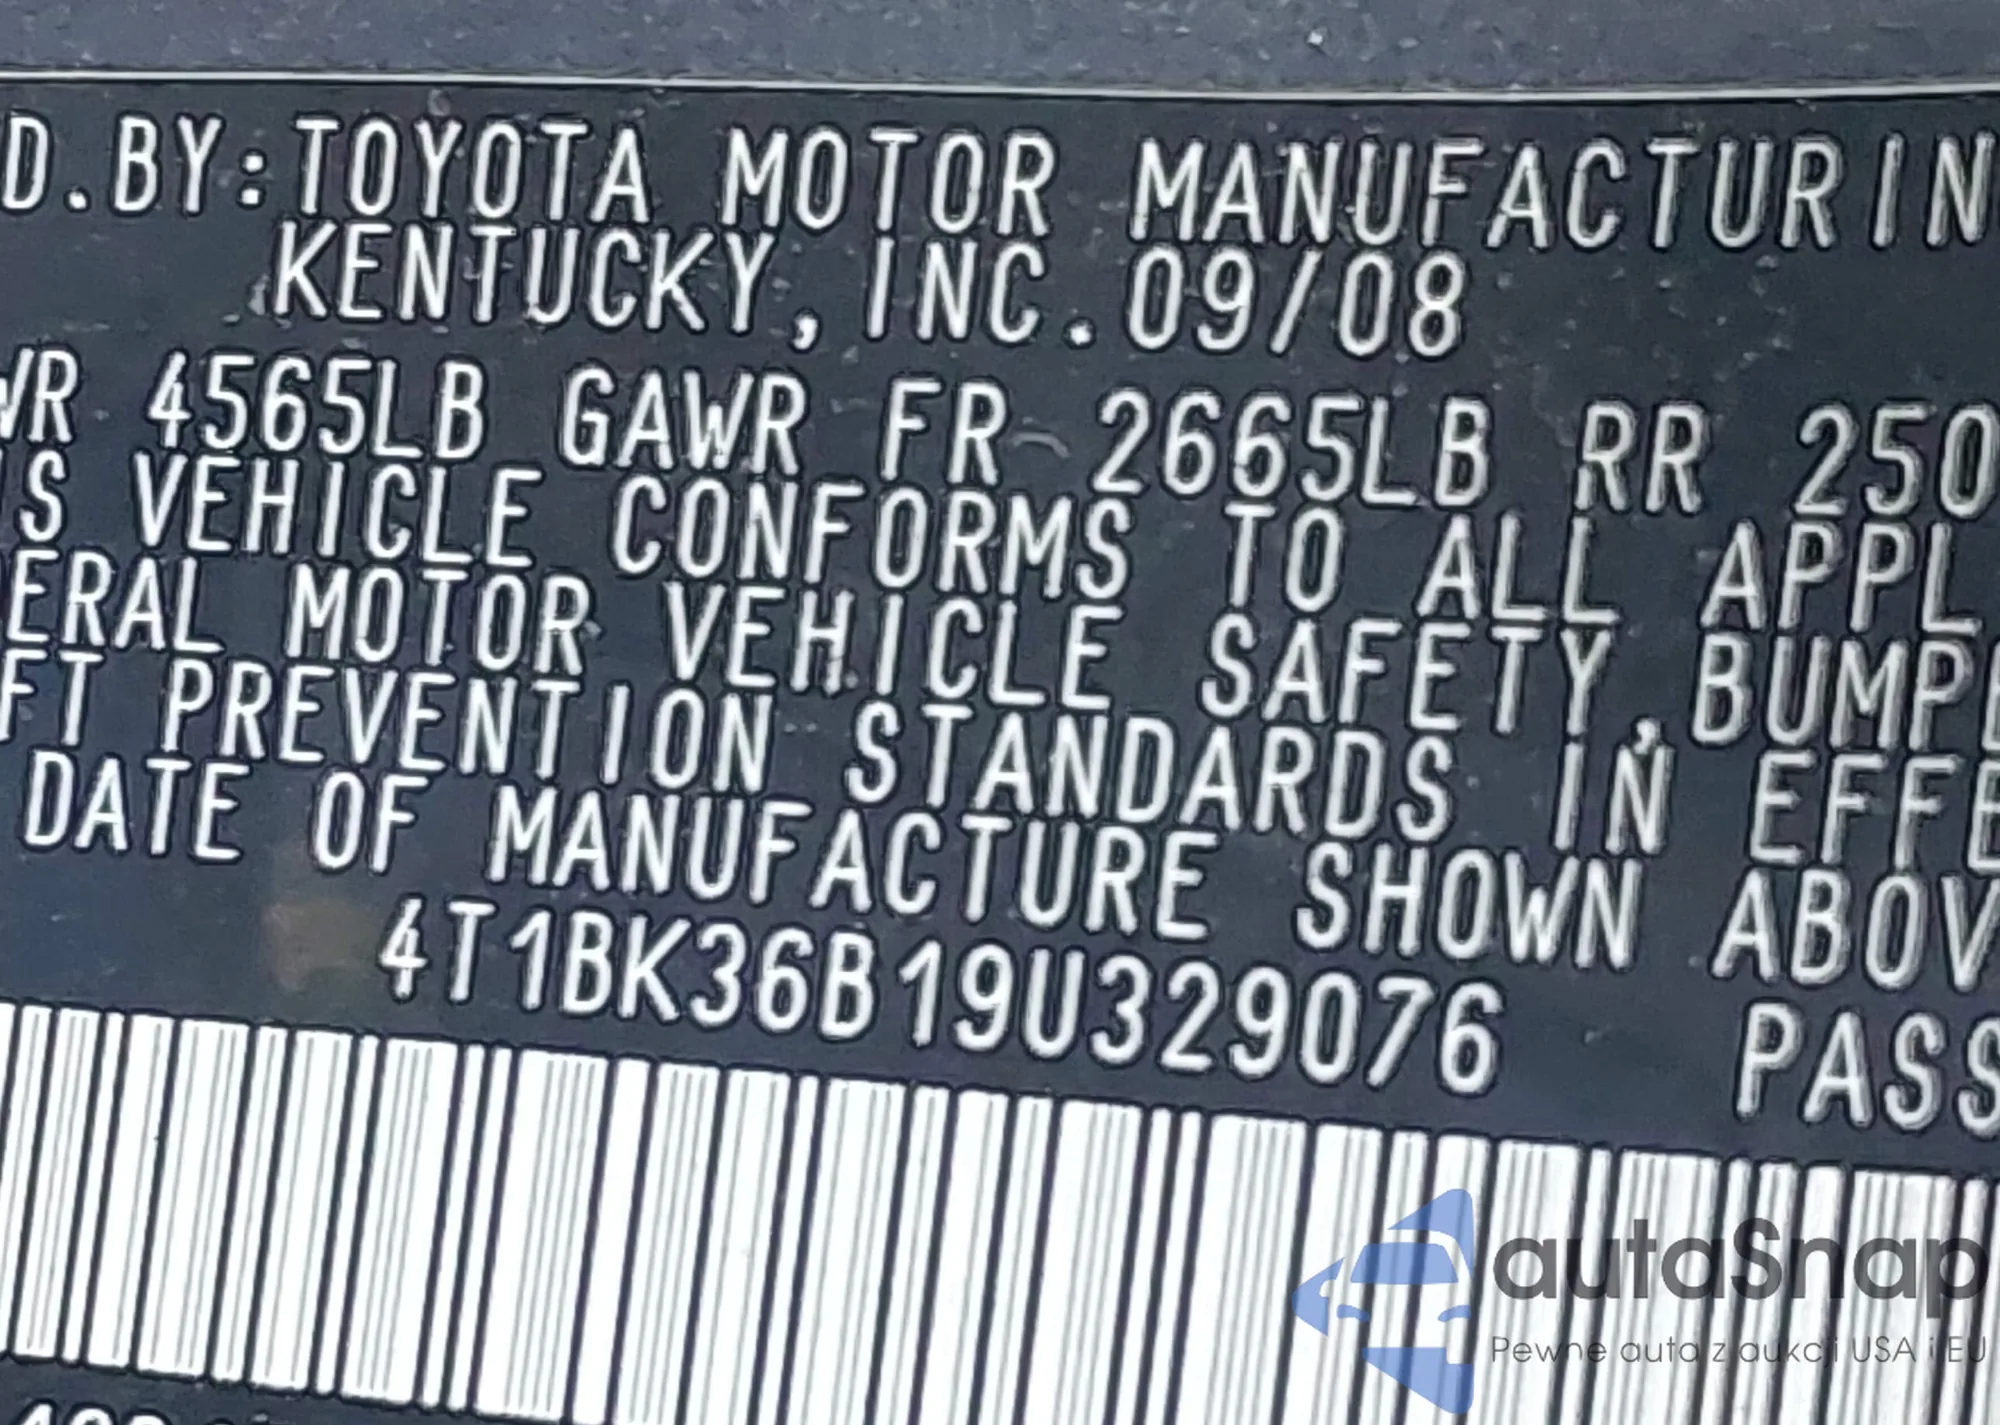 D.BY:TOYOTA MOTOR MANUFACTURIN
KENTUCKY, INC. 09/08
WR 4565LB GAWR FR 2665LB RR 250
IS VEHICLE CONFORMS TO ALL APPL
ERAL MOTOR VEHICLE SAFETY,BUMPE
FT PREVENTION STANDARDS IN EFFE
DATE OF MANUFACTURE SHOWN ABOV
4T1BK36B19U329076 PASS
autaSnap
Pewne auta z aukcji USA i EU